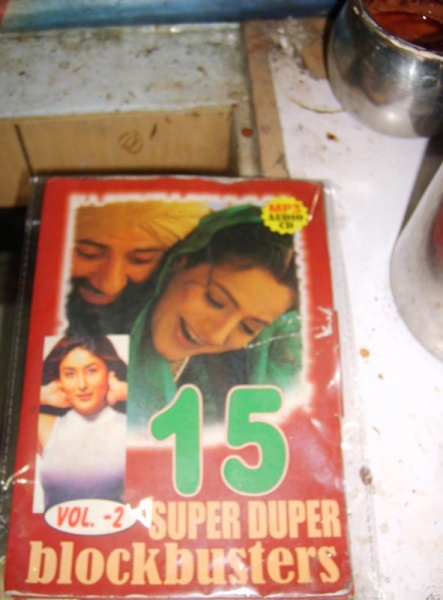 MP3
AUDIO
CD
15
VOL. -2
SUPER DUPER
blockbusters